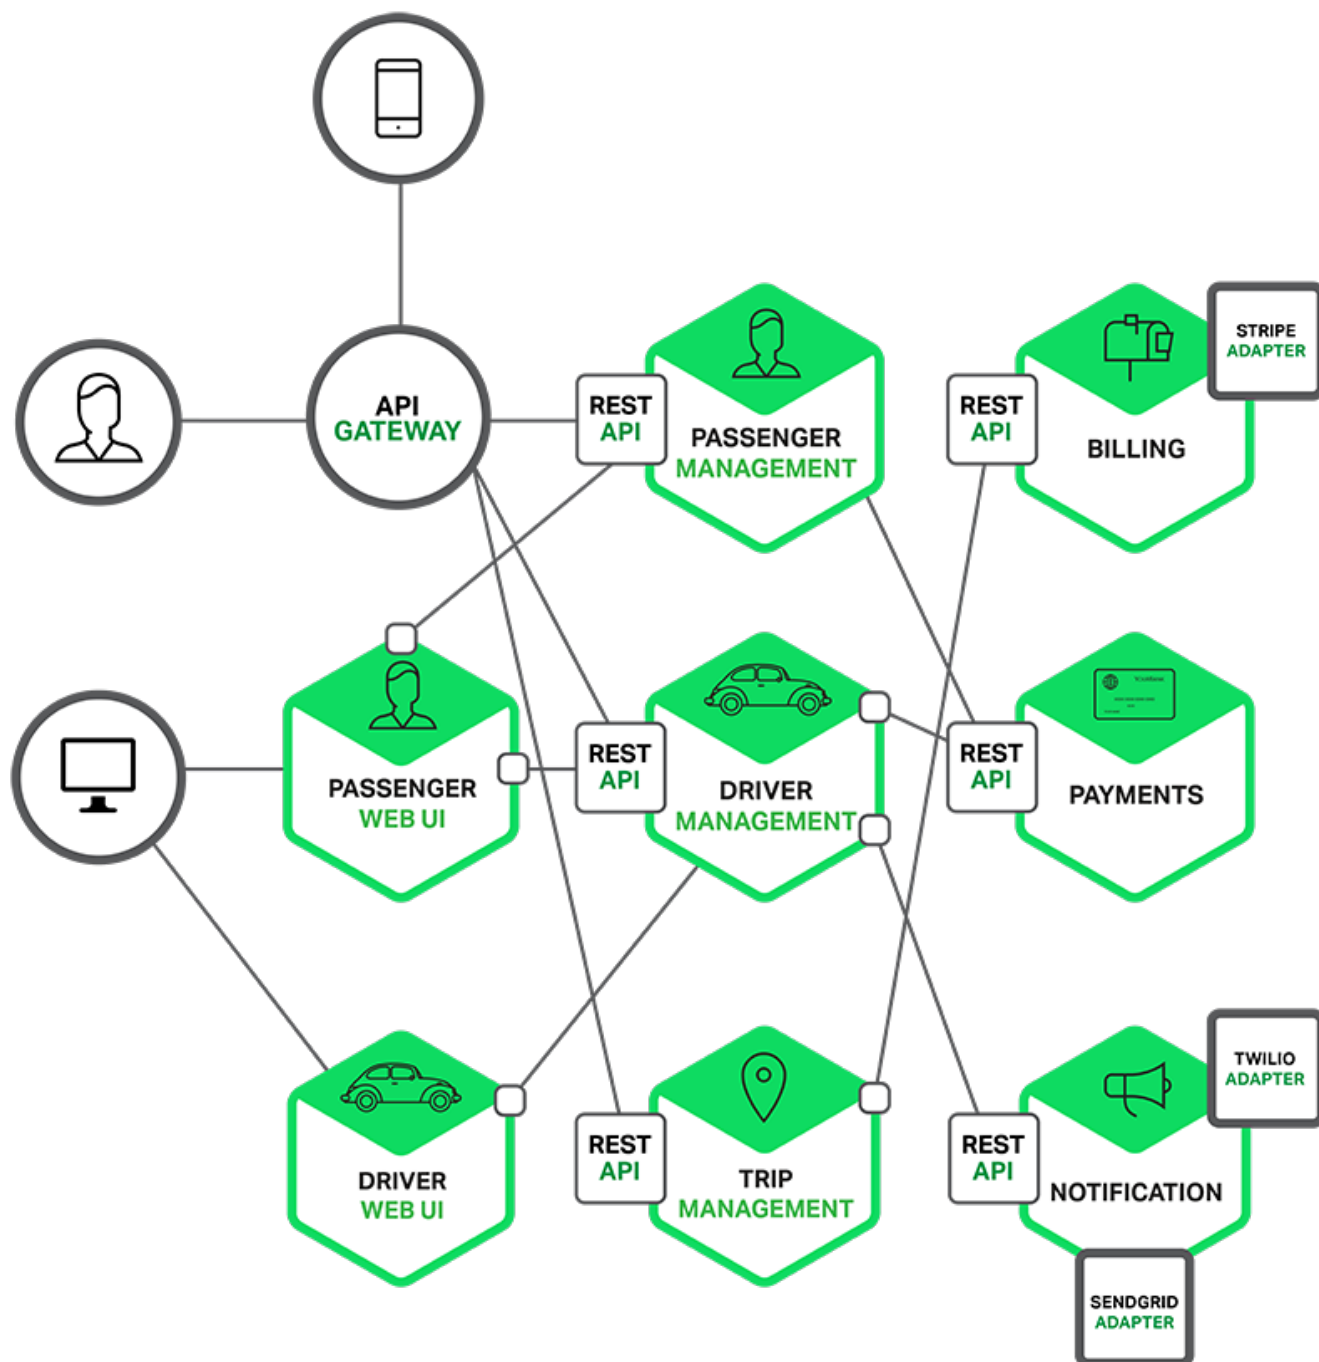 API
GATEWAY
REST
API
PASSENGER
MANAGEMENT
REST
API
BILLING
STRIPE
ADAPTER
PASSENGER
WEB UI
REST
API
DRIVER
MANAGEMENT
REST
API
PAYMENTS
DRIVER
WEB UI
REST
API
TRIP
MANAGEMENT
REST
API
NOTIFICATION
TWILIO
ADAPTER
SENDGRID
ADAPTER